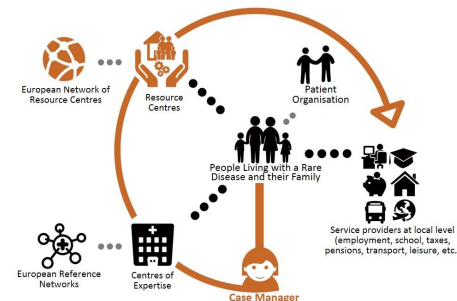 European Network of
Resource Centres
Resource
Centres
Patient
Organisation
People Living with a Rare
Disease and their Family
Service providers at local level
(employment, school, taxes,
pensions, transport, leisure, etc.
European Reference
Networks
Centres of
Expertise
Case Manager